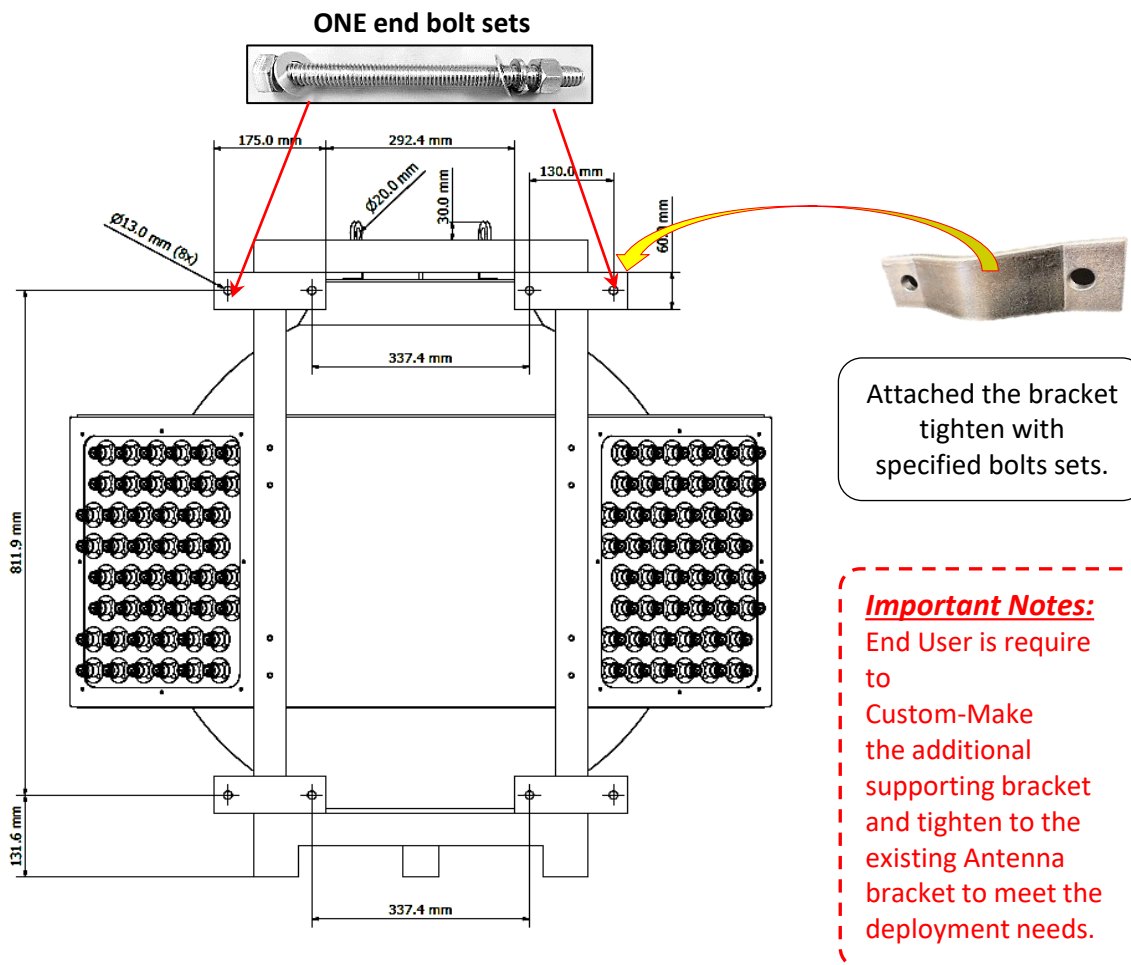 ONE end bolt sets
175.0 mm
292.4 mm
130.0 mm
Ø20.0 mm
30.0 mm
60.0 mm
Ø13.0 mm (8x)
337.4 mm
811.9 mm
131.6 mm
337.4 mm
Attached the bracket
tighten with
specified bolts sets.
Important Notes:
End User is require
to
Custom-Make
the additional
supporting bracket
and tighten to the
existing Antenna
bracket to meet the
deployment needs.